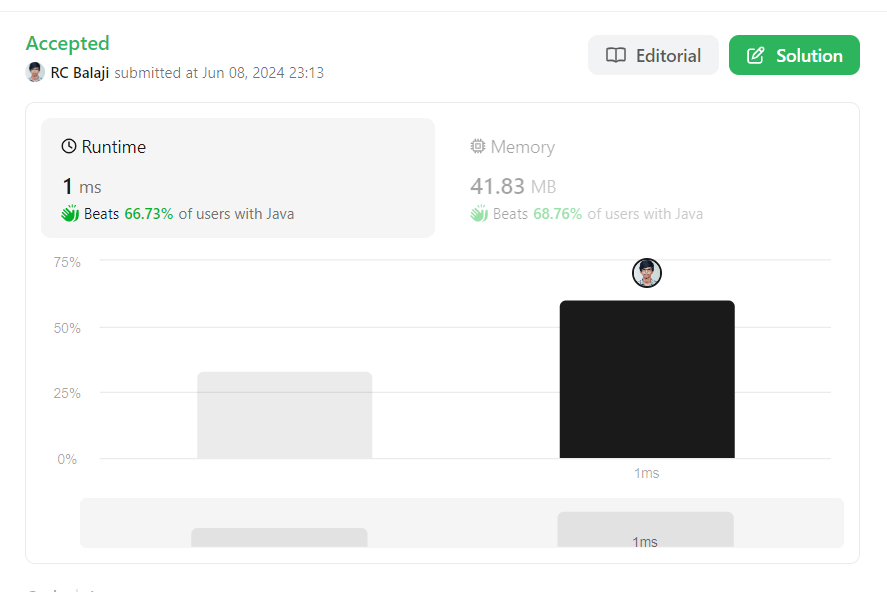 Accepted
Editorial
Solution
RC Balaji submitted at Jun 08, 2024 23:13
Runtime
Memory
1 ms
41.83 MB
Beats 66.73% of users with Java
Beats 68.76% of users with Java
75%
50%
25%
0%
1ms
1ms